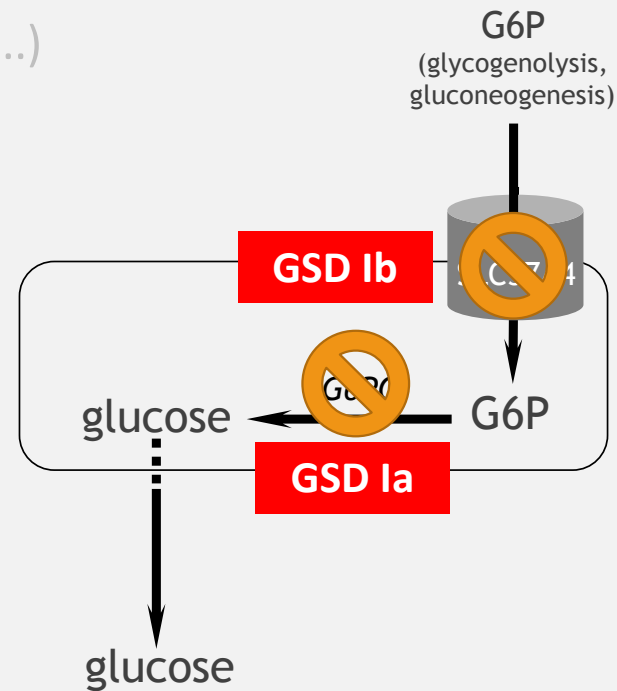 ..)
G6P
(glycogenolysis,
gluconeogenesis)
GSD Ib
glucose
G6P
GSD Ia
glucose